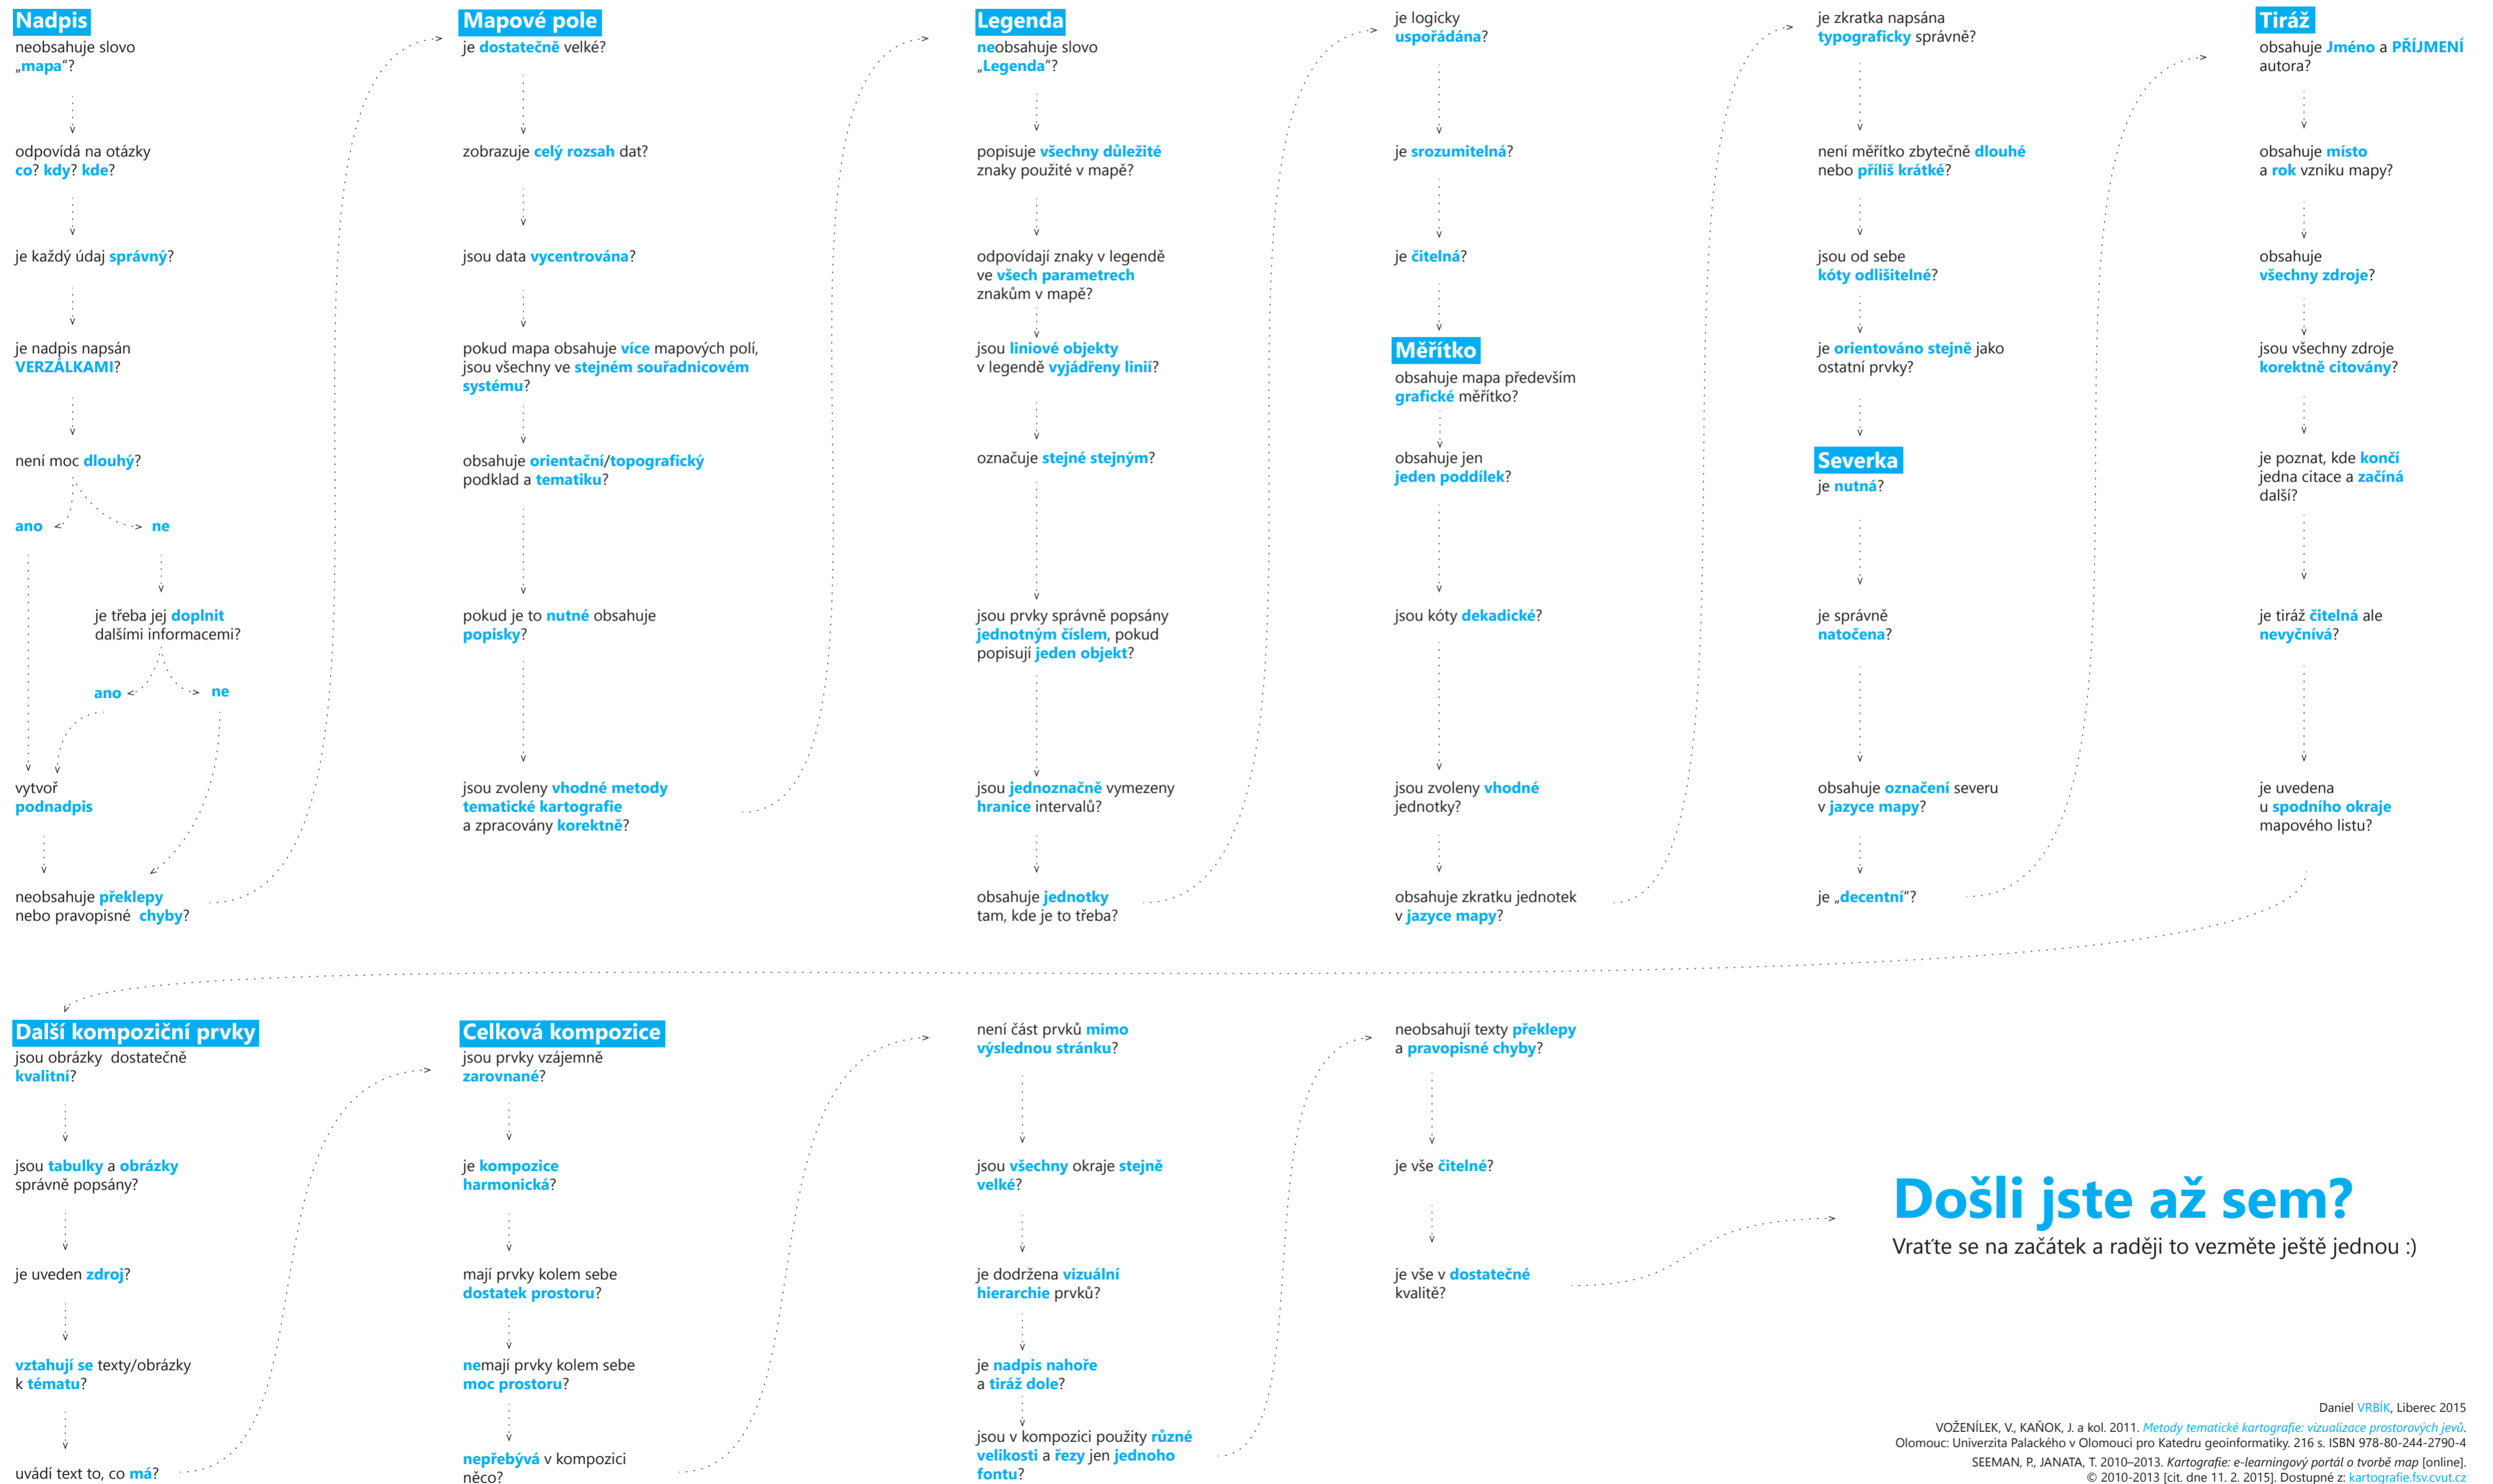 Nadpis
neobsahuje slovo
„mapa“?
odpovídá na otázky
co? kdy? kde?
je každý údaj správný?
je nadpis napsán
VERZÁLKAMI?
není moc dlouhý?
ano
ne
je třeba jej doplnit
dalšími informacemi?
ano
ne
vytvoř
podnadpis
neobsahuje překlepy
nebo pravopisné chyby?
Mapové pole
je dostatečně velké?
zobrazuje celý rozsah dat?
jsou data vycentrována?
pokud mapa obsahuje více mapových polí,
jsou všechny ve stejném souřadnicovém
systému?
obsahuje orientační/topografický
podklad a tematiku?
pokud je to nutné obsahuje
popisky?
jsou zvoleny vhodné metody
tematické kartografie
a zpracovány korektně?
Legenda
neobsahuje slovo
„Legenda“?
popisuje všechny důležité
znaky použité v mapě?
odpovídají znaky v legendě
ve všech parametrech
znakům v mapě?
jsou liniové objekty
v legendě vyjádřeny linií?
označuje stejné stejným?
jsou prvky správně popsány
jednotným číslem, pokud
popisují jeden objekt?
jsou jednoznačně vymezeny
hranice intervalů?
obsahuje jednotky
tam, kde je to třeba?
je logicky
uspořádána?
je srozumitelná?
je čitelná?
Měřítko
obsahuje mapa především
grafické měřítko?
obsahuje jen
jeden poddílek?
jsou kóty dekadické?
jsou zvoleny vhodné
jednotky?
obsahuje zkratku jednotek
v jazyce mapy?
je zkratka napsána
typograficky správně?
není měřítko zbytečně dlouhé
nebo příliš krátké?
jsou od sebe
kóty odlišitelné?
je orientováno stejně jako
ostatní prvky?
Severka
je nutná?
je správně
natočena?
obsahuje označení severu
v jazyce mapy?
je „decentní“?
Tiráž
obsahuje Jméno a PŘÍJMENÍ
autora?
obsahuje místo
a rok vzniku mapy?
obsahuje
všechny zdroje?
jsou všechny zdroje
korektně citovány?
je poznat, kde končí
jedna citace a začíná
další?
je tiráž čitelná ale
nevyčnívá?
je uvedena
u spodního okraje
mapového listu?
Další kompoziční prvky
jsou obrázky dostatečně
kvalitní?
jsou tabulky a obrázky
správně popsány?
je uveden zdroj?
vztahují se texty/obrázky
k tématu?
uvádí text to, co má?
Celková kompozice
jsou prvky vzájemně
zarovnané?
je kompozice
harmonická?
mají prvky kolem sebe
dostatek prostoru?
nemají prvky kolem sebe
moc prostoru?
nepřebývá v kompozici
něco?
není část prvků mimo
výslednou stránku?
jsou všechny okraje stejně
velké?
je dodržena vizuální
hierarchie prvků?
je nadpis nahoře
a tiráž dole?
jsou v kompozici použity různé
velikosti a řezy jen jednoho
fontu?
neobsahují texty překlepy
a pravopisné chyby?
je vše čitelné?
je vše v dostatečné
kvalitě?
Došli jste až sem?
Vraťte se na začátek a raději to vezměte ještě jednou :)
Daniel VRBÍK, Liberec 2015
VOŽENÍLEK, V., KAŇOK, J. a kol. 2011. Metody tematické kartografie: vizualizace prostorových jevů.
Olomouc: Univerzita Palackého v Olomouci pro Katedru geoinformatiky. 216 s. ISBN 978-80-244-2790-4
SEEMAN, P., JANATA, T. 2010–2013. Kartografie: e-learningový portál o tvorbě map [online].
© 2010-2013 [cit. dne 11. 2. 2015]. Dostupné z: kartografie.fsv.cvut.cz